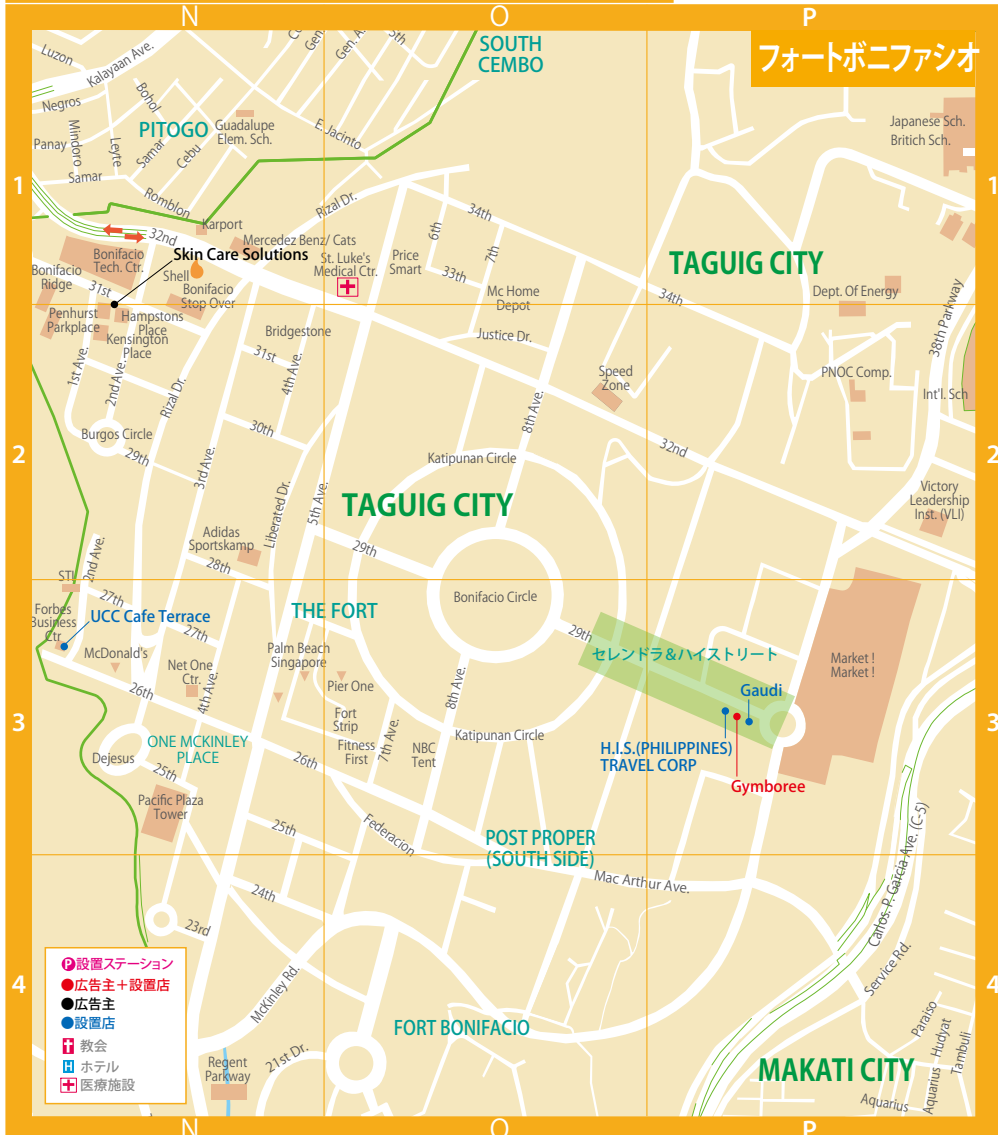 N
O
P
フォートボニファシオ
SOUTH
CEMBO
5th
Gen. A
Gen.
Luzon
Kalayaan Ave.
Negros
Bohol
Panay
Mindoro
Leyte
Samar
Cebu
PITOGO
Guadalupe
Elem. Sch.
E. Jacinto
Samar
Romblon
Japanese Sch.
Britich Sch.
1
1
Rizal Dr.
34th
6th
7th
Karport
32nd
Mercedez Benz/ Cats
Skin Care Solutions
Bonifacio
Tech. Ctr.
St. Luke's
Medical Ctr.
Price
Smart
33rd
TAGUIG CITY
Bonifacio
Ridge
31st
Shell
Bonifacio
Stop Over
Mc Home
Depot
34th
Dept. Of Energy
38th Parkway
Penhurst
Parkplace
Hampstons
Place
Kensington
Place
Bridgestone
Justice Dr.
31st
4th Ave.
1st Ave.
2nd Ave.
Rizal Dr.
Speed
Zone
PNOC Comp.
Int'l. Sch
8th Ave.
Burgos Circle
30th
29th
32nd
2
2
3rd Ave.
Katipunan Circle
Liberated Dr.
5th Ave.
TAGUIG CITY
Victory
Leadership
Inst. (VLI)
Adidas
Sportskamp
28th
29th
2nd Ave.
STI
27th
Bonifacio Circle
THE FORT
Forbes
Business
Ctr
UCC Cafe Terrace
27th
29th
セレンドラ&ハイストリート
McDonald's
Palm Beach
Singapore
Market !
Market !
Net One
Ctr.
4th Ave.
Pier One
8th Ave.
Gaudi
26th
Fort
Strip
3
3
ONE MCKINLEY
PLACE
Fitness
First
7th Ave.
NBC
Tent
Katipunan Circle
H.I.S.(PHILIPPINES)
TRAVEL CORP
Dejesus
25th
26th
Gymboree
Pacific Plaza
Tower
25th
Federacion
POST PROPER
(SOUTH SIDE)
Carlos. P. Garcia Ave. (C-5)
Mac Arthur Ave.
24th
23rd
Service Rd.
P設置ステーション
●広告主＋設置店
●広告主
●設置店
教会
H ホテル
医療施設
4
4
McKinley Rd.
FORT BONIFACIO
Paraiso
Hudyat
Tambuli
Aquarius
Aquarius
21st Dr.
Regent
Parkway
MAKATI CITY
N
O
P